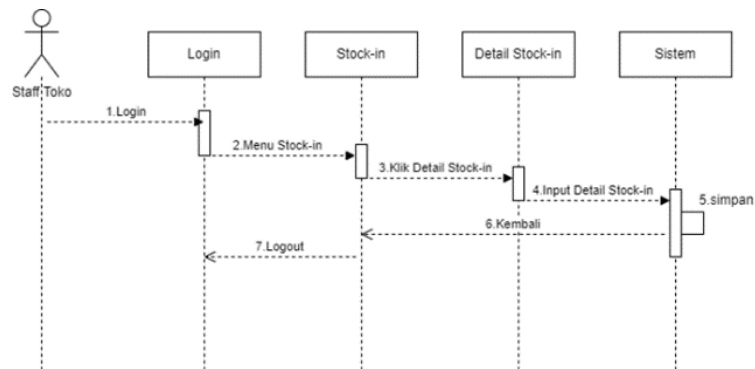 Login
Stock-in
Detail Stock-in
Sistem
Staff Toko
1.Login
2.Menu Stock-in
3.Klik Detail Stock-in
4.Input Detail Stock-in
5.simpan
6.Kembali
7.Logout